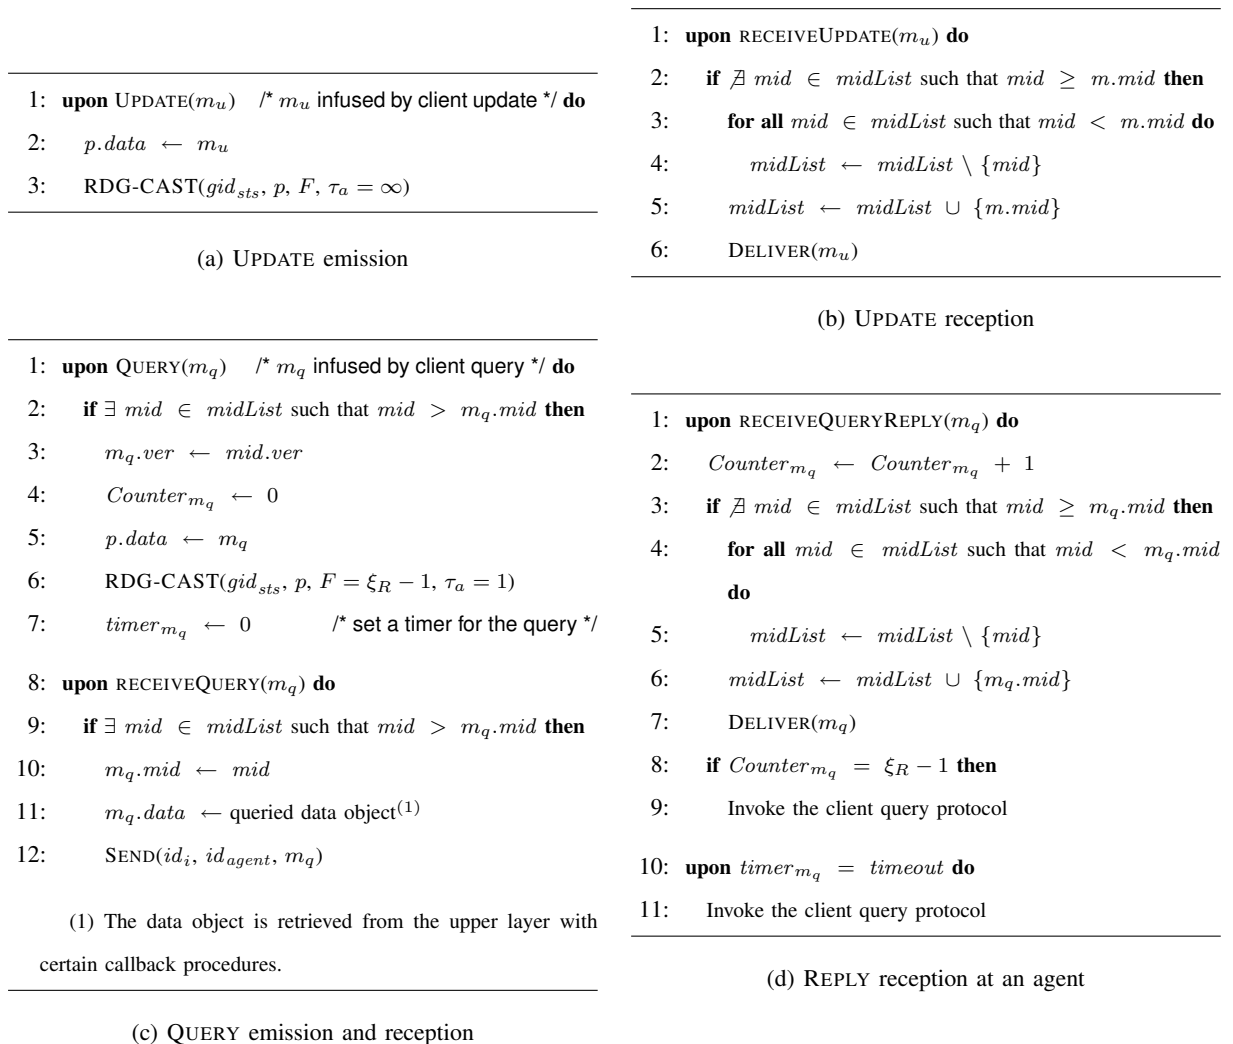 1: upon UPDATE(m_u) /* m_u infused by client update */ do
2: p.data ← m_u
3: RDG-CAST(gid_sts, p, F, τ_a = ∞)
(a) UPDATE emission
1: upon RECEIVEUPDATE(m_u) do
2: if ∄ mid ∈ midList such that mid ≥ m.mid then
3: for all mid ∈ midList such that mid < m.mid do
4: midList ← midList \ {mid}
5: midList ← midList ∪ {m.mid}
6: DELIVER(m_u)
(b) UPDATE reception
1: upon QUERY(m_q) /* m_q infused by client query */ do
2: if ∃ mid ∈ midList such that mid > m_q.mid then
3: m_q.ver ← mid.ver
4: Counter_{m_q} ← 0
5: p.data ← m_q
6: RDG-CAST(gid_sts, p, F = ξ_R − 1, τ_a = 1)
7: timer_{m_q} ← 0 /* set a timer for the query */
8: upon RECEIVEQUERY(m_q) do
9: if ∃ mid ∈ midList such that mid > m_q.mid then
10: m_q.mid ← mid
11: m_q.data ← queried data object(1)
12: SEND(id_i, id_agent, m_q)
(1) The data object is retrieved from the upper layer with
certain callback procedures.
(c) QUERY emission and reception
1: upon RECEIVEQUERYREPLY(m_q) do
2: Counter_{m_q} ← Counter_{m_q} + 1
3: if ∄ mid ∈ midList such that mid ≥ m_q.mid then
4: for all mid ∈ midList such that mid < m_q.mid
do
5: midList ← midList \ {mid}
6: midList ← midList ∪ {m_q.mid}
7: DELIVER(m_q)
8: if Counter_{m_q} = ξ_R − 1 then
9: Invoke the client query protocol
10: upon timer_{m_q} = timeout do
11: Invoke the client query protocol
(d) REPLY reception at an agent